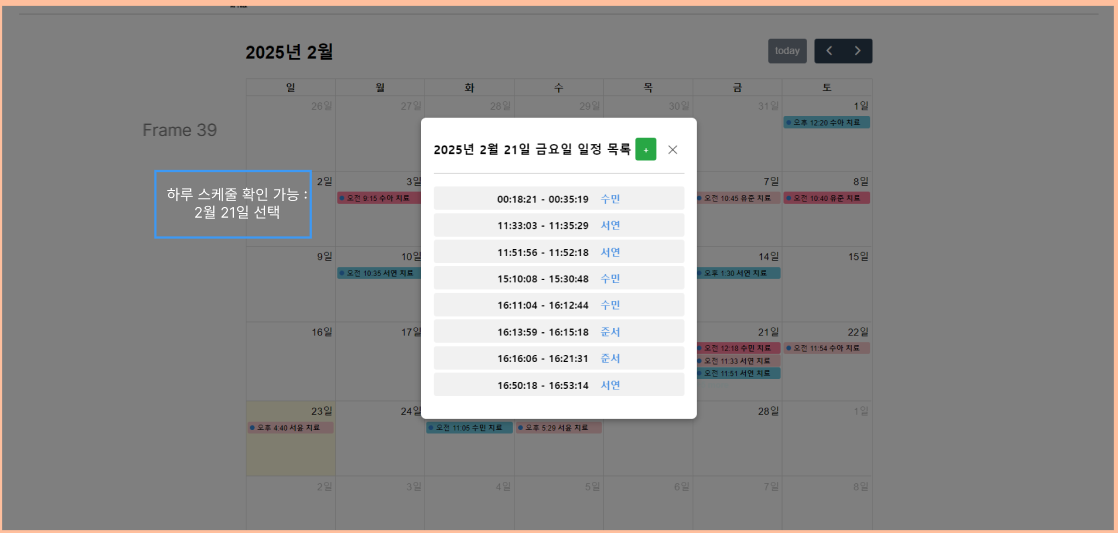 2025년 2월
today
일 월 화 수 목 금 토
26일 27일 28일 29일 30일 31일 1일
오후 12:20 수아 치료
Frame 39
2025년 2월 21일 금요일 일정 목록 +
하루 스케줄 확인 가능 :
2월 21일 선택
2일 3일 7일 8일
오전 8:15 수아 치료 오전 10:45 유준 치료 오전 10:40 유준 치료
00:18:21 - 00:35:19 수민
11:33:03 - 11:35:29 서연
11:51:56 - 11:52:18 서연
15:10:08 - 15:30:48 수민
16:11:04 - 16:12:44 수민
16:13:59 - 16:15:18 준서
16:16:06 - 16:21:31 준서
16:50:18 - 16:53:14 서연
9일 10일 14일 15일
오전 10:35 서연 치료 오후 1:30 서연 치료
16일 17일 21일 22일
오전 12:18 수민 치료 오전 11:54 수아 치료
오전 11:33 서연 치료
오전 11:51 서연 치료
23일 24일 28일 1일
오후 4:40 서윤 치료 오전 11:05 수민 치료 오후 5:29 서윤 치료
2일 3일 4일 5일 6일 7일 8일